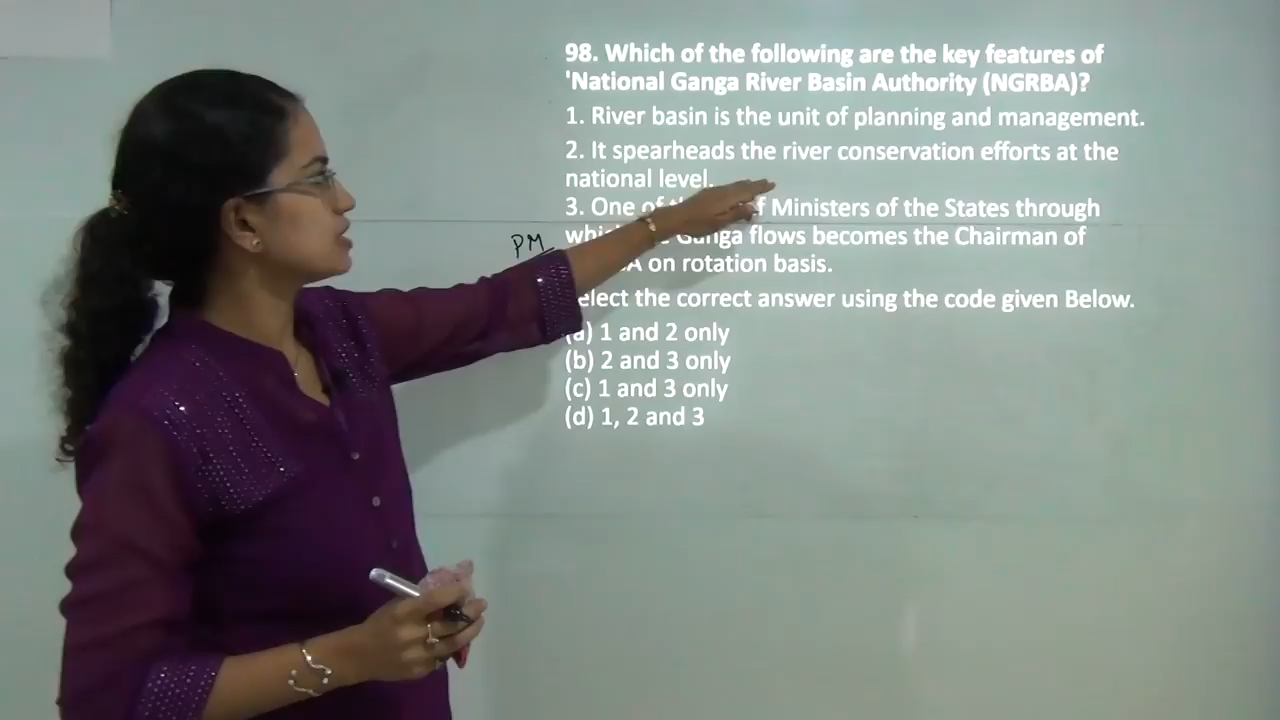 98. Which of the following are the key features of
'National Ganga River Basin Authority (NGRBA)?
1. River basin is the unit of planning and management.
2. It spearheads the river conservation efforts at the
national level.
3. One of Ministers of the States through
PM
Ganga flows becomes the Chairman of
on rotation basis.
elect the correct answer using the code given Below.
(a) 1 and 2 only
(b) 2 and 3 only
(c) 1 and 3 only
(d) 1, 2 and 3